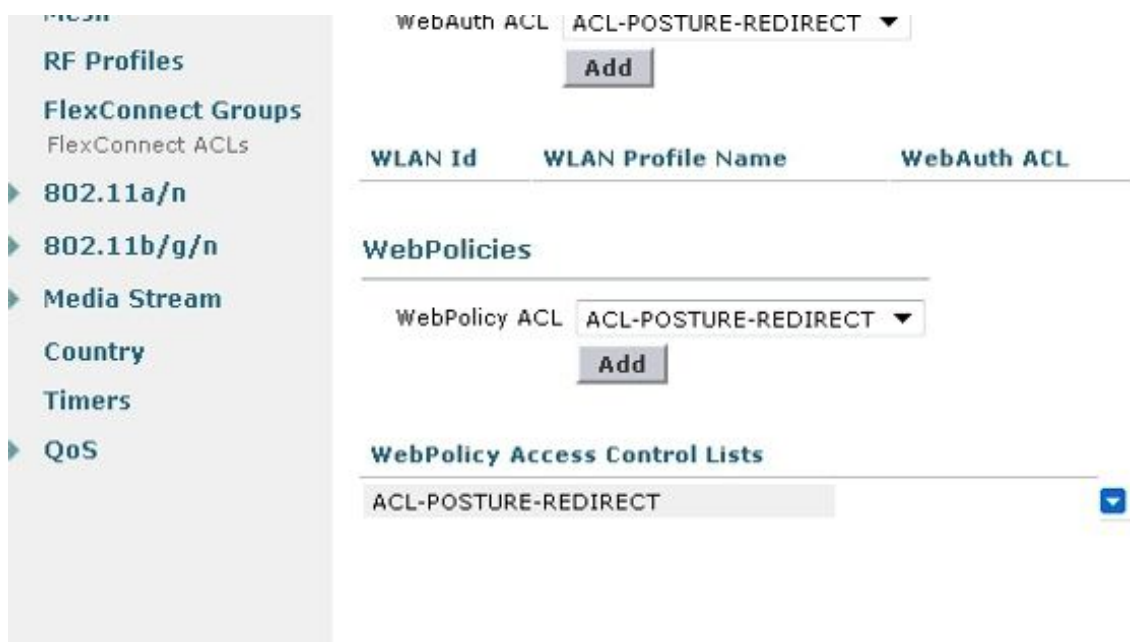 Mesh
RF Profiles
FlexConnect Groups
FlexConnect ACLs
802.11a/n
802.11b/g/n
Media Stream
Country
Timers
QoS
WebAuth ACL ACL-POSTURE-REDIRECT
Add
WLAN Id WLAN Profile Name WebAuth ACL
WebPolicies
WebPolicy ACL ACL-POSTURE-REDIRECT
Add
WebPolicy Access Control Lists
ACL-POSTURE-REDIRECT